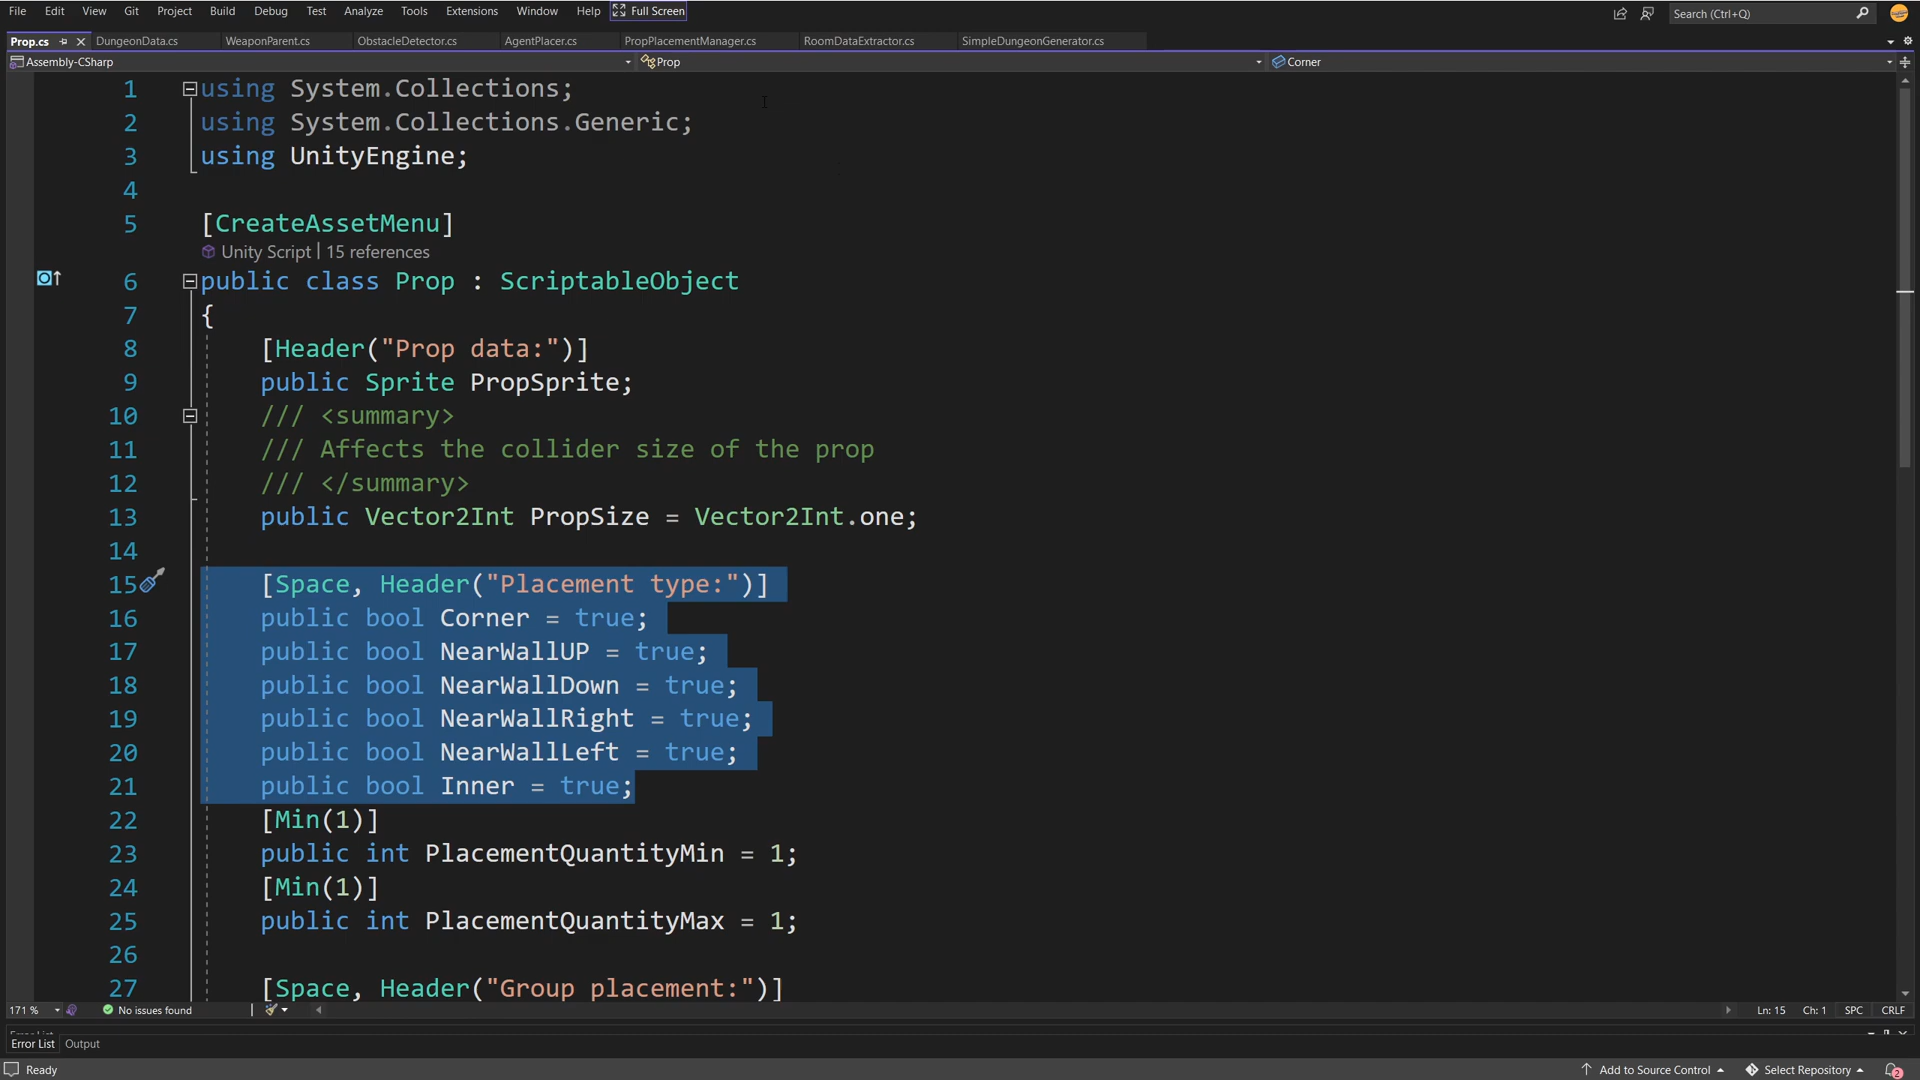 File Edit View Git Project Build Debug Test Analyze Tools Extensions Window Help Full Screen Search (Ctrl+Q)
Prop.cs DungeonData.cs WeaponParent.cs ObstacleDetector.cs AgentPlacer.cs PropPlacementManager.cs RoomDataExtractor.cs SimpleDungeonGenerator.cs
Assembly-CSharp Prop Corner
1 using System.Collections;
2 using System.Collections.Generic;
3 using UnityEngine;
4
5 [CreateAssetMenu]
Unity Script | 15 references
6 public class Prop : ScriptableObject
7 {
8 [Header("Prop data:")]
9 public Sprite PropSprite;
10 /// <summary>
11 /// Affects the collider size of the prop
12 /// </summary>
13 public Vector2Int PropSize = Vector2Int.one;
14
15 [Space, Header("Placement type:")]
16 public bool Corner = true;
17 public bool NearWallUP = true;
18 public bool NearWallDown = true;
19 public bool NearWallRight = true;
20 public bool NearWallLeft = true;
21 public bool Inner = true;
22 [Min(1)]
23 public int PlacementQuantityMin = 1;
24 [Min(1)]
25 public int PlacementQuantityMax = 1;
26
27 [Space, Header("Group placement:")]
171 % No issues found Ln: 15 Ch: 1 SPC CRLF
Error List
Error List Output
Ready Add to Source Control Select Repository 2